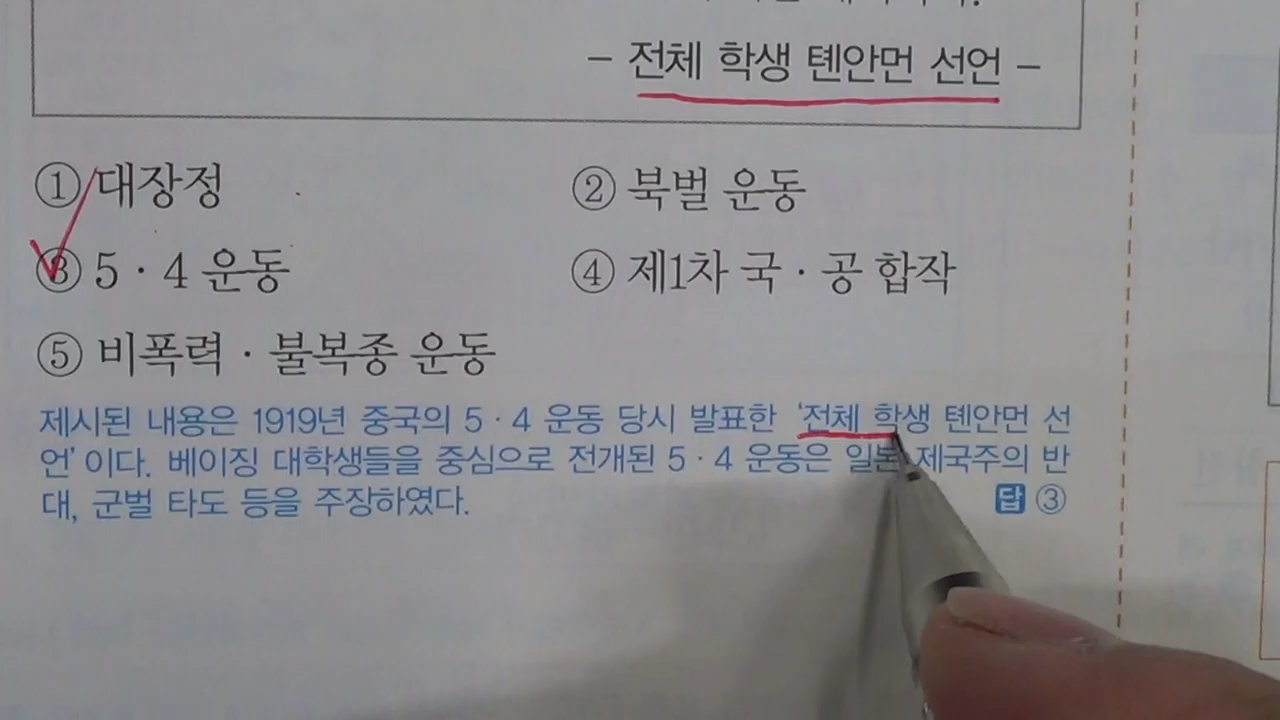 – 전체 학생 톈안먼 선언 –
① 대장정
② 북벌 운동
③ 5 · 4 운동
④ 제1차 국 · 공 합작
⑤ 비폭력 · 불복종 운동
제시된 내용은 1919년 중국의 5 · 4 운동 당시 발표한 '전체 학생 톈안먼 선
언'이다. 베이징 대학생들을 중심으로 전개된 5 · 4 운동은 일본 제국주의 반
대, 군벌 타도 등을 주장하였다.
답 ③